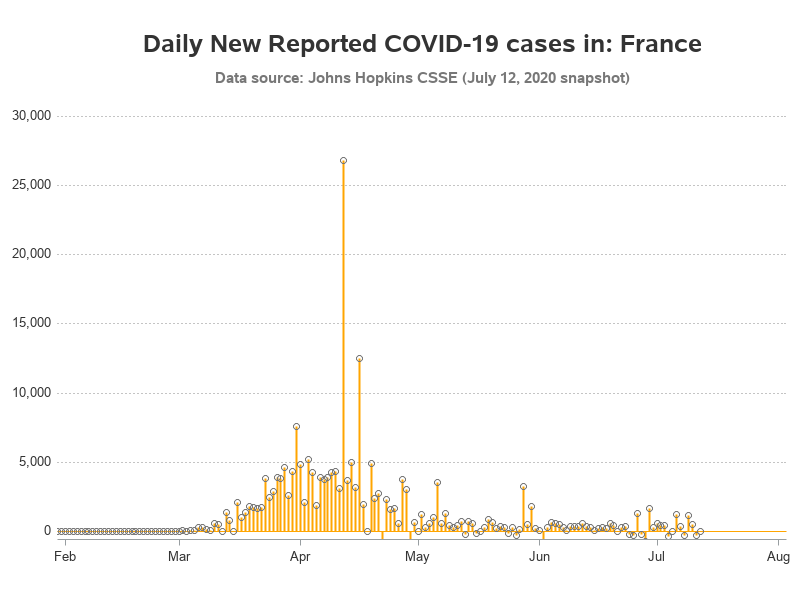 Daily New Reported COVID-19 cases in: France
Data source: Johns Hopkins CSSE (July 12, 2020 snapshot)
30,000
25,000
20,000
15,000
10,000
5,000
0
Feb Mar Apr May Jun Jul Aug